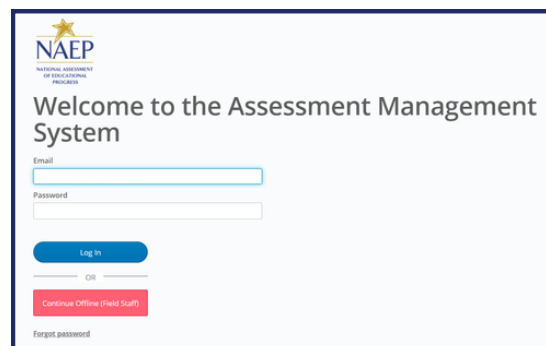 NAEP
NATIONAL ASSESSMENT
OF EDUCATIONAL
PROGRESS
Welcome to the Assessment Management
System
Email
Password
Log In
OR
Continue Offline (Field Staff)
Forgot password